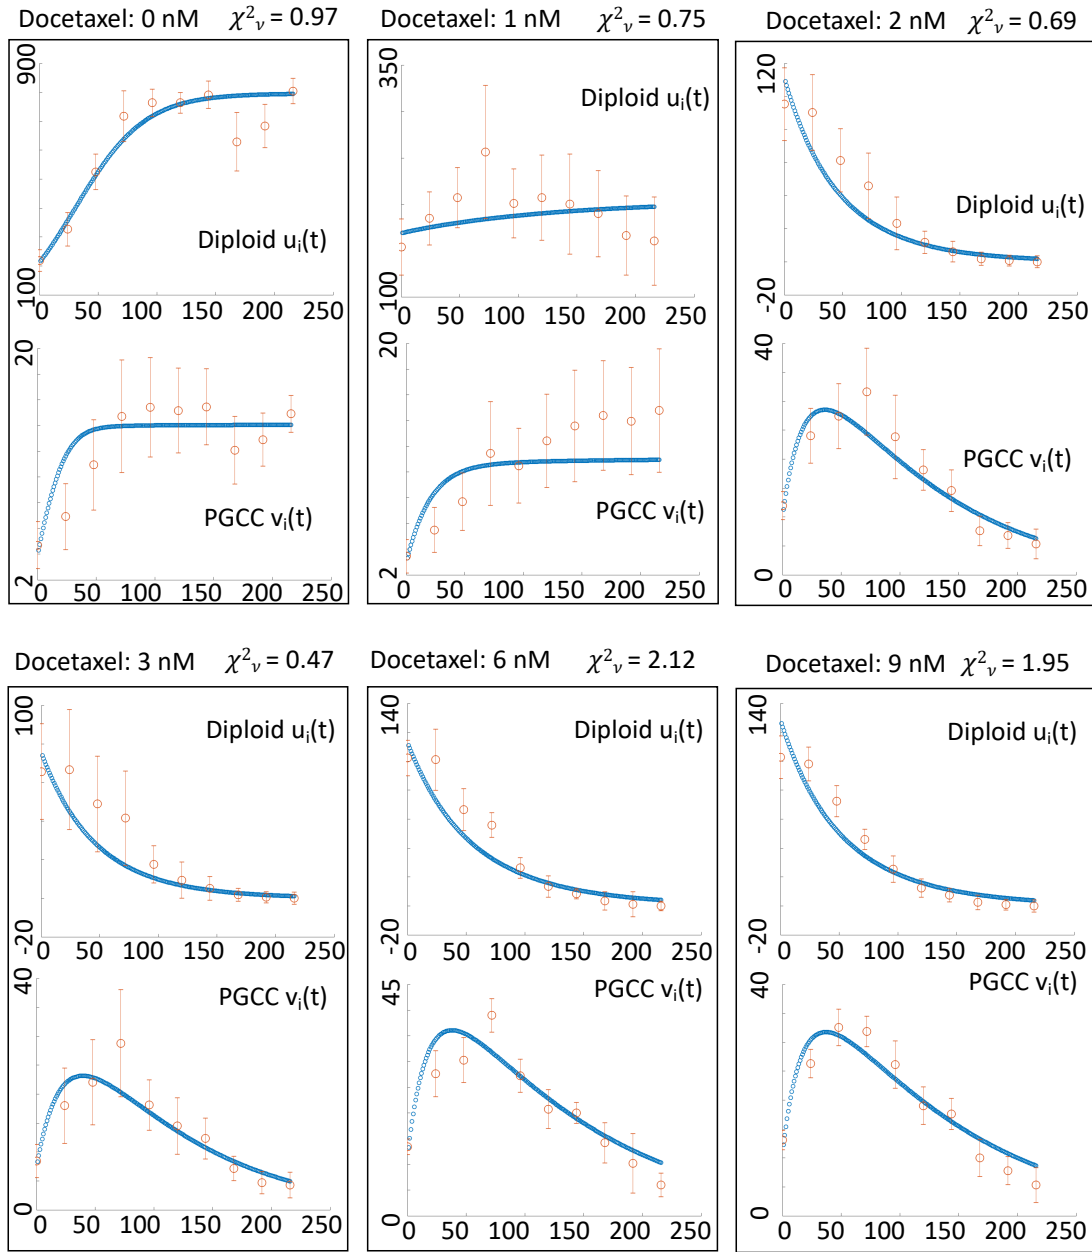 Docetaxel: 0 nM χ²ᵥ = 0.97
900
100
Diploid uᵢ(t)
0 50 100 150 200 250
20
2
PGCC vᵢ(t)
0 50 100 150 200 250
Docetaxel: 1 nM χ²ᵥ = 0.75
350
100
Diploid uᵢ(t)
0 50 100 150 200 250
20
2
PGCC vᵢ(t)
0 50 100 150 200 250
Docetaxel: 2 nM χ²ᵥ = 0.69
120
-20
Diploid uᵢ(t)
0 50 100 150 200 250
40
0
PGCC vᵢ(t)
0 50 100 150 200 250
Docetaxel: 3 nM χ²ᵥ = 0.47
100
-20
Diploid uᵢ(t)
0 50 100 150 200 250
40
0
PGCC vᵢ(t)
0 50 100 150 200 250
Docetaxel: 6 nM χ²ᵥ = 2.12
140
-20
Diploid uᵢ(t)
0 50 100 150 200 250
45
0
PGCC vᵢ(t)
0 50 100 150 200 250
Docetaxel: 9 nM χ²ᵥ = 1.95
140
-20
Diploid uᵢ(t)
0 50 100 150 200 250
40
0
PGCC vᵢ(t)
0 50 100 150 200 250